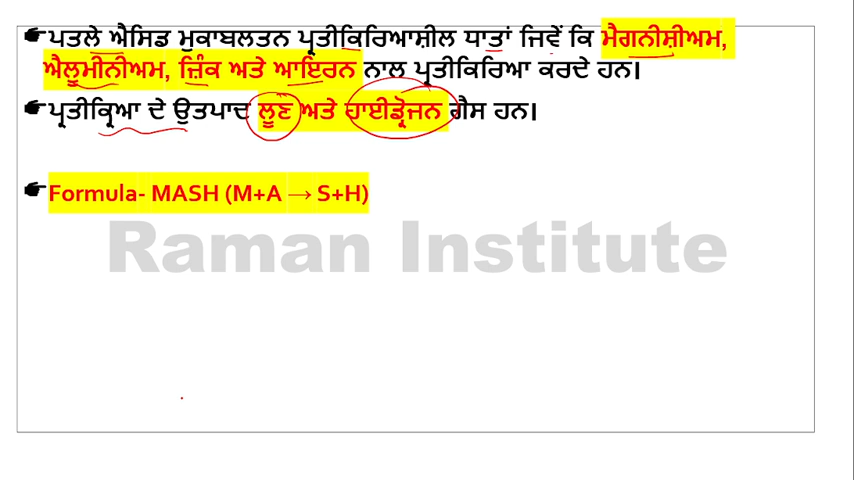 ਪਤਲੇ ਐਸਿਡ ਮੁਕਾਬਲਤਨ ਪ੍ਰਤੀਕਿਰਿਆਸ਼ੀਲ ਧਾਤਾਂ ਜਿਵੇਂ ਕਿ ਮੈਗਨੀਸ਼ੀਅਮ,
ਐਲੂਮੀਨੀਅਮ, ਜ਼ਿੰਕ ਅਤੇ ਆਇਰਨ ਨਾਲ ਪ੍ਰਤੀਕਿਰਿਆ ਕਰਦੇ ਹਨ।
ਪ੍ਰਤੀਕ੍ਰਿਆ ਦੇ ਉਤਪਾਦ ਲੂਣ ਅਤੇ ਹਾਈਡ੍ਰੋਜਨ ਗੈਸ ਹਨ।
Formula- MASH (M+A → S+H)
Raman Institute